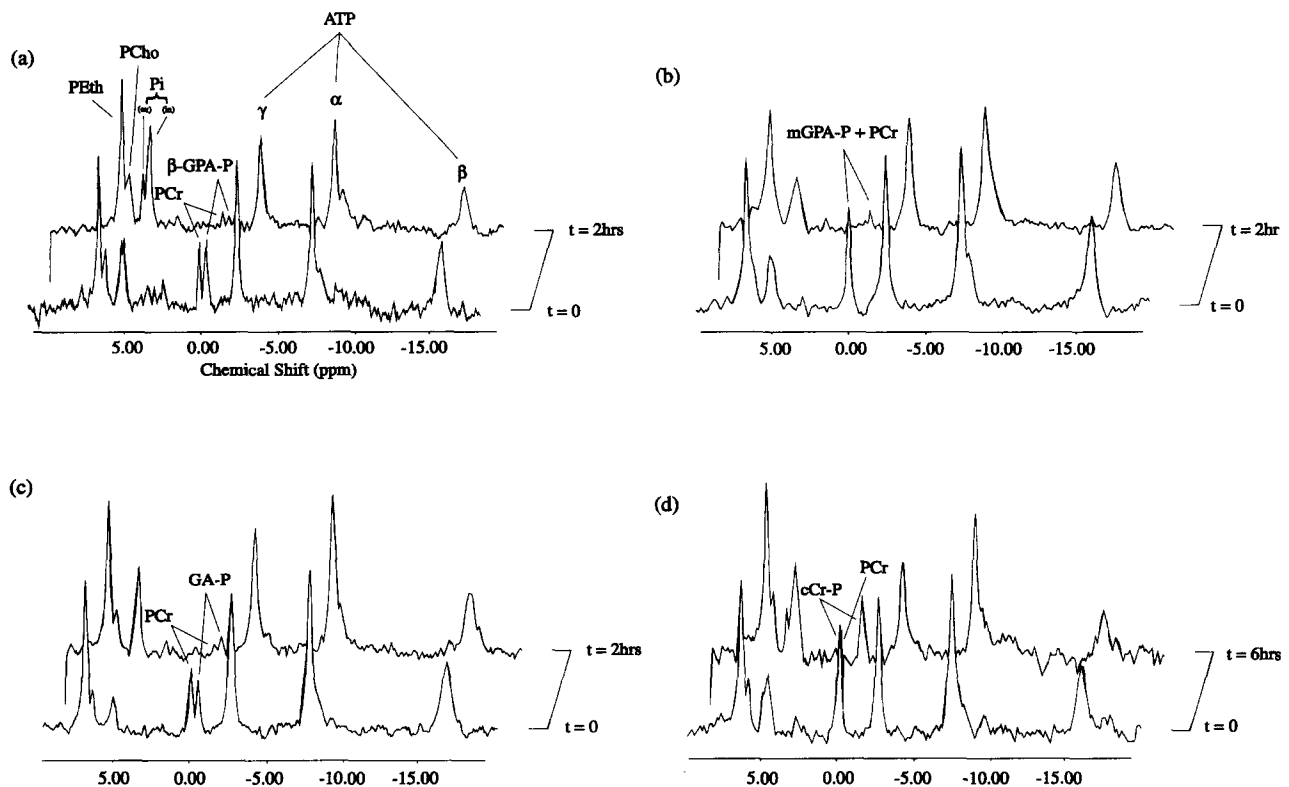 (a)
ATP
PCho
PEth
Pi
(ex) (in)
γ
α
β
β-GPA-P
PCr
t = 2hrs
t = 0
5.00 0.00 -5.00 -10.00 -15.00
Chemical Shift (ppm)
(b)
mGPA-P + PCr
t = 2hr
t = 0
5.00 0.00 -5.00 -10.00 -15.00
(c)
GA-P
PCr
t = 2hrs
t = 0
5.00 0.00 -5.00 -10.00 -15.00
(d)
PCr
cCr-P
t = 6hrs
t = 0
5.00 0.00 -5.00 -10.00 -15.00